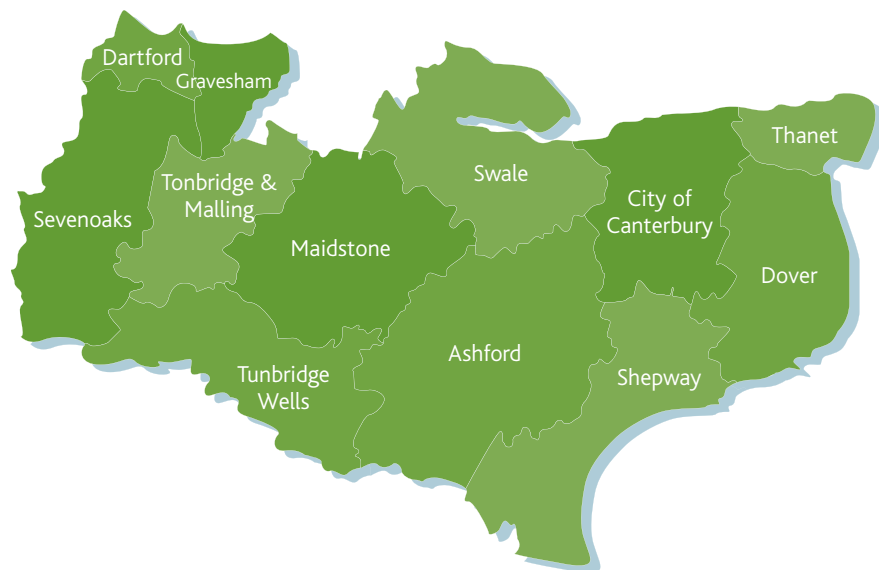 Dartford
Gravesham
Thanet
Swale
Tonbridge &
Malling
Sevenoaks
City of
Canterbury
Maidstone
Dover
Ashford
Tunbridge
Wells
Shepway